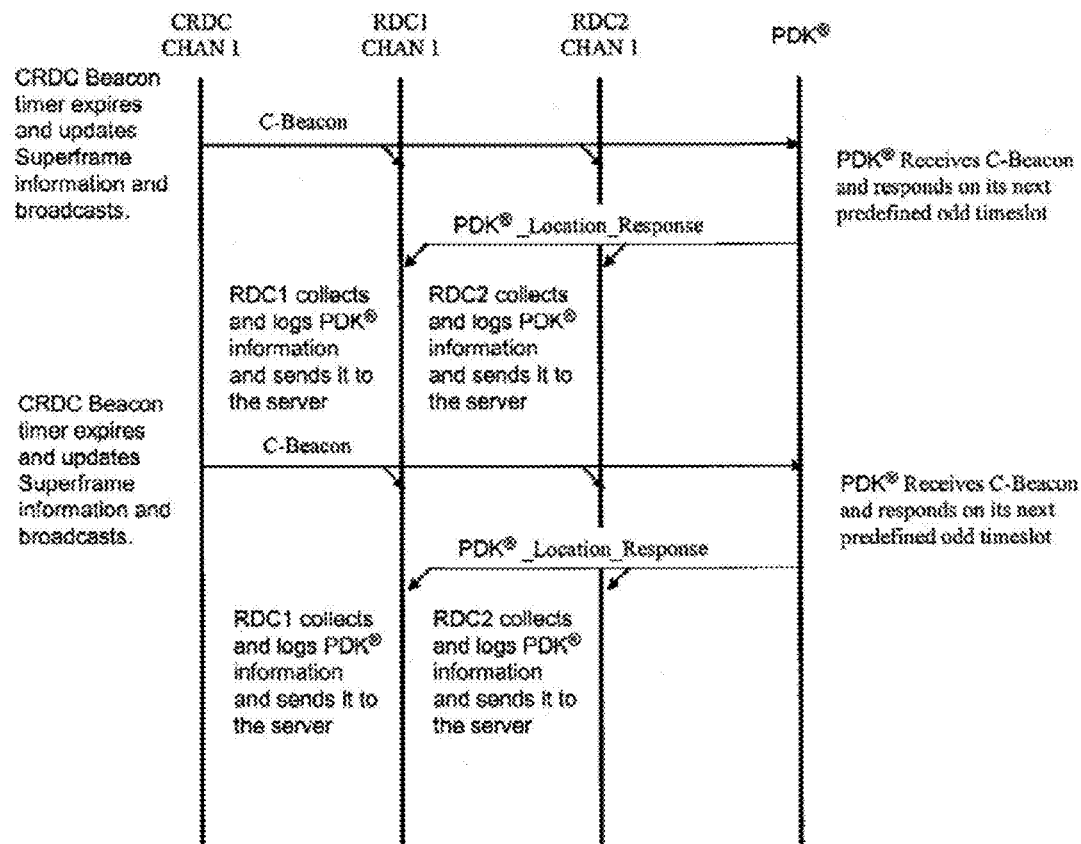 CRDC
CHAN 1
RDC1
CHAN 1
RDC2
CHAN 1
PDK®
CRDC Beacon
timer expires
and updates
Superframe
information and
broadcasts.
C-Beacon
PDK® Receives C-Beacon
and responds on its next
predefined odd timeslot
PDK® _Location_Response
RDC1 collects
and logs PDK®
information
and sends it to
the server
RDC2 collects
and logs PDK®
information
and sends it to
the server
CRDC Beacon
timer expires
and updates
Superframe
information and
broadcasts.
C-Beacon
PDK® Receives C-Beacon
and responds on its next
predefined odd timeslot
PDK® _Location_Response
RDC1 collects
and logs PDK®
information
and sends it to
the server
RDC2 collects
and logs PDK®
information
and sends it to
the server